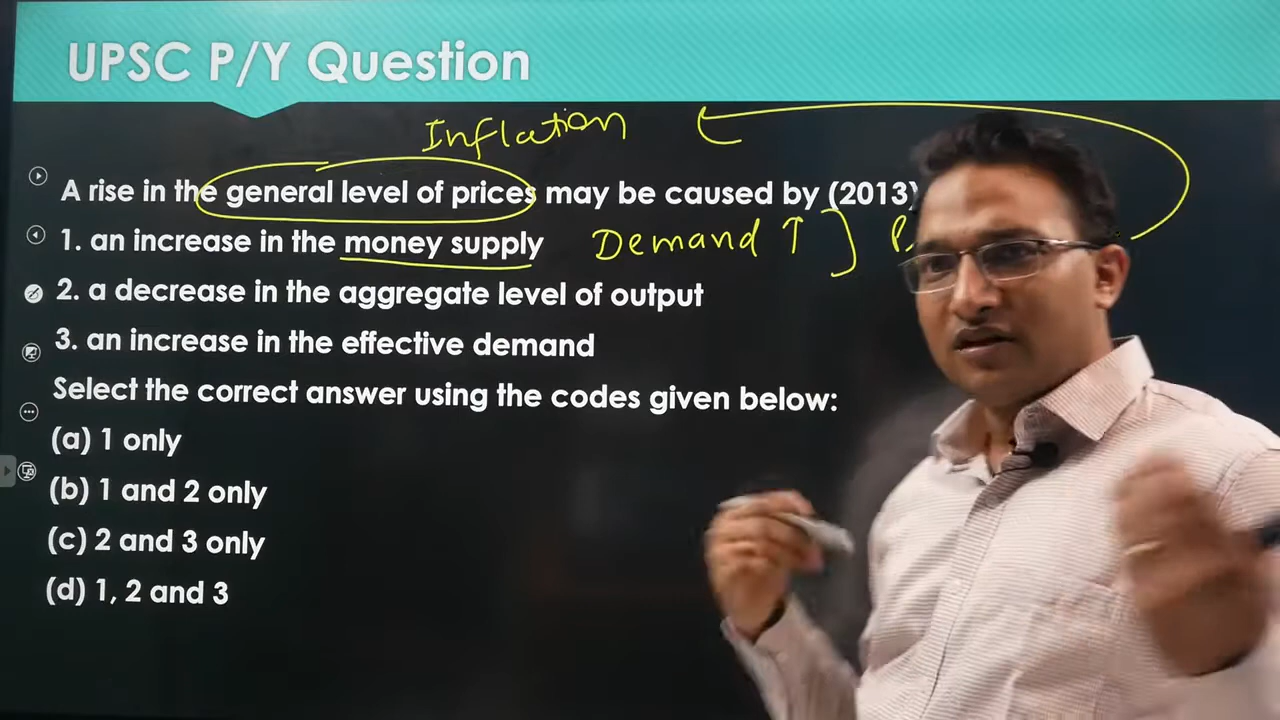 UPSC P/Y Question
Inflation
A rise in the general level of prices may be caused by (2013)
1. an increase in the money supply Demand ↑ ]
2. a decrease in the aggregate level of output
3. an increase in the effective demand
Select the correct answer using the codes given below:
(a) 1 only
(b) 1 and 2 only
(c) 2 and 3 only
(d) 1, 2 and 3